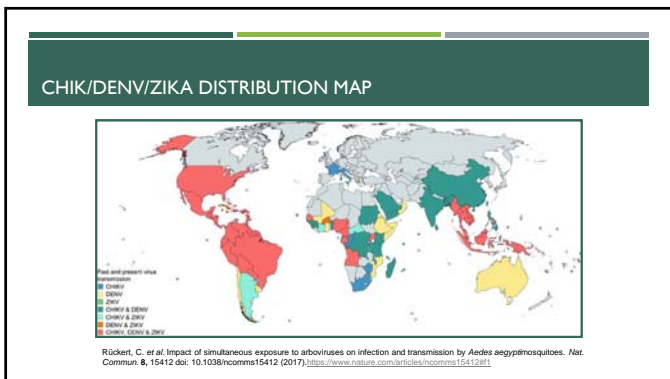 CHIK/DENV/ZIKA DISTRIBUTION MAP
Past and present virus
transmission
CHIKV
DENV
ZIKV
CHIKV & DENV
CHIKV & ZIKV
DENV & ZIKV
CHIKV, DENV & ZIKV
Rückert, C. et al. Impact of simultaneous exposure to arboviruses on infection and transmission by Aedes aegyptimosquitoes. Nat.
Commun. 8, 15412 doi: 10.1038/ncomms15412 (2017).https://www.nature.com/articles/ncomms15412#f1